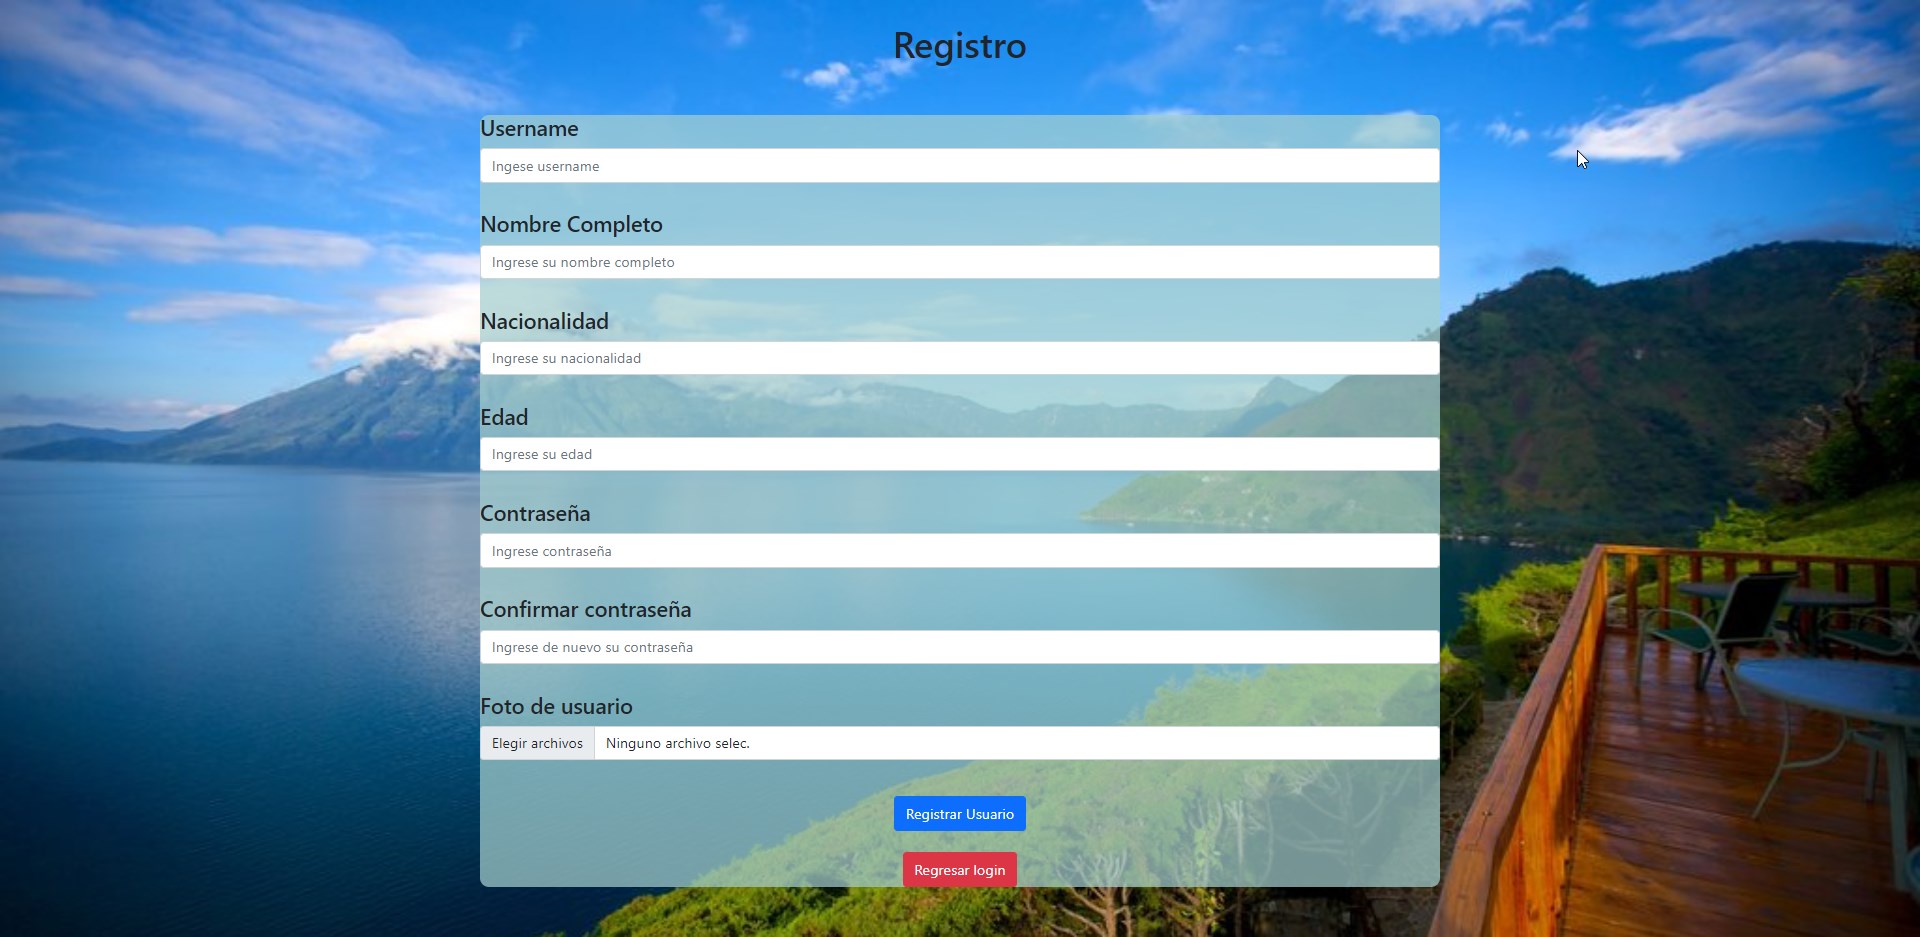 Registro
Username
Ingese username
Nombre Completo
Ingrese su nombre completo
Nacionalidad
Ingrese su nacionalidad
Edad
Ingrese su edad
Contraseña
Ingrese contraseña
Confirmar contraseña
Ingrese de nuevo su contraseña
Foto de usuario
Elegir archivos Ninguno archivo selec.
Registrar Usuario
Regresar login